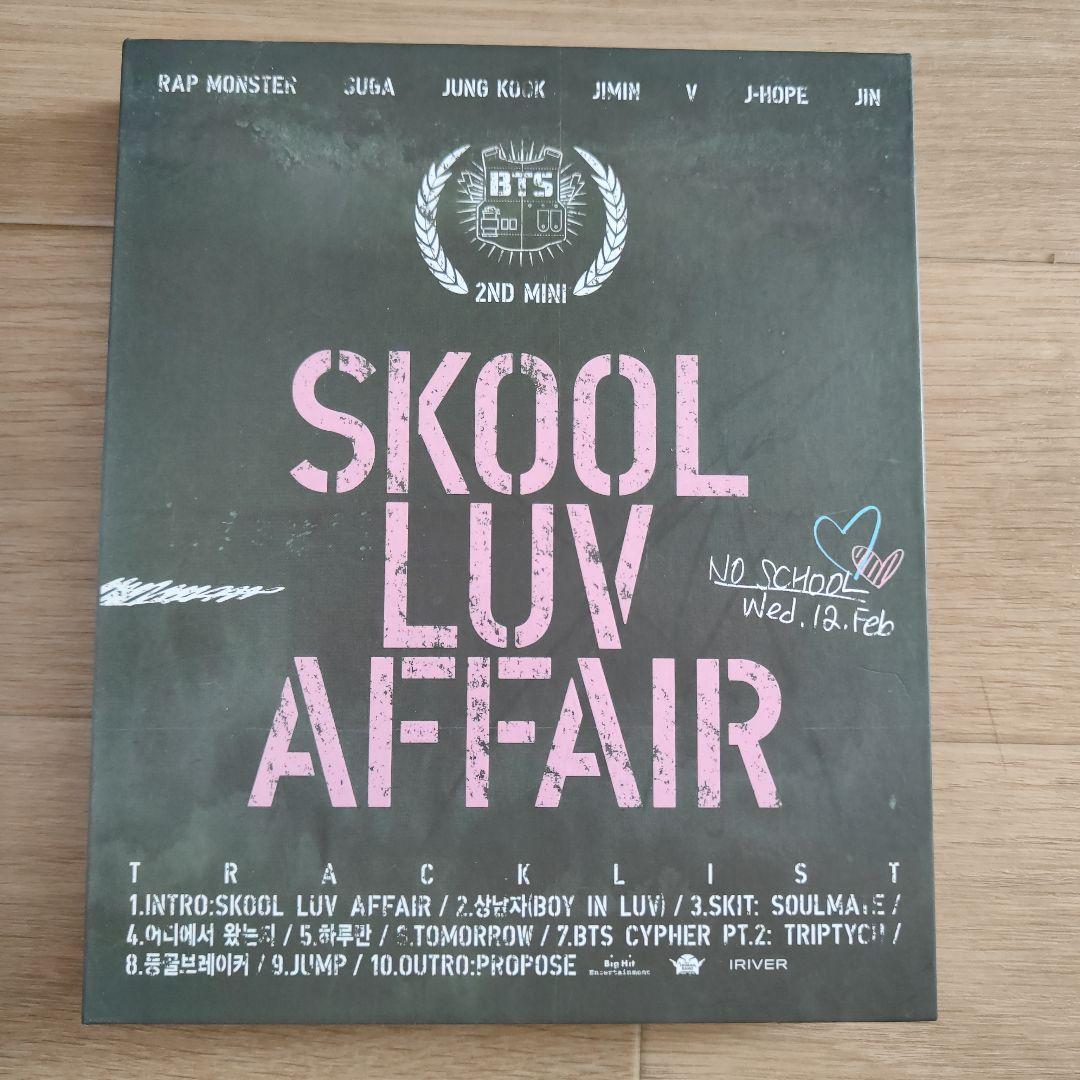 RAP MONSTER SUGA JUNG KOOK JIMIN V J-HOPE JIN
BTS
2ND MINI
SKOOL
LUV
AFFAIR
NO SCHOOL
Wed.12.Feb
TRACKLIST
1.INTRO:SKOOL LUV AFFAIR / 2.상남자(BOY IN LUV) / 3.SKIT: SOULMATE /
4.어디에서 왔는지 / 5.하루만 / 6.TOMORROW / 7.BTS CYPHER PT.2: TRIPTYCH /
8.등골브레이커 / 9.JUMP / 10.OUTRO:PROPOSE
Big Hit
Entertainment
IRIVER